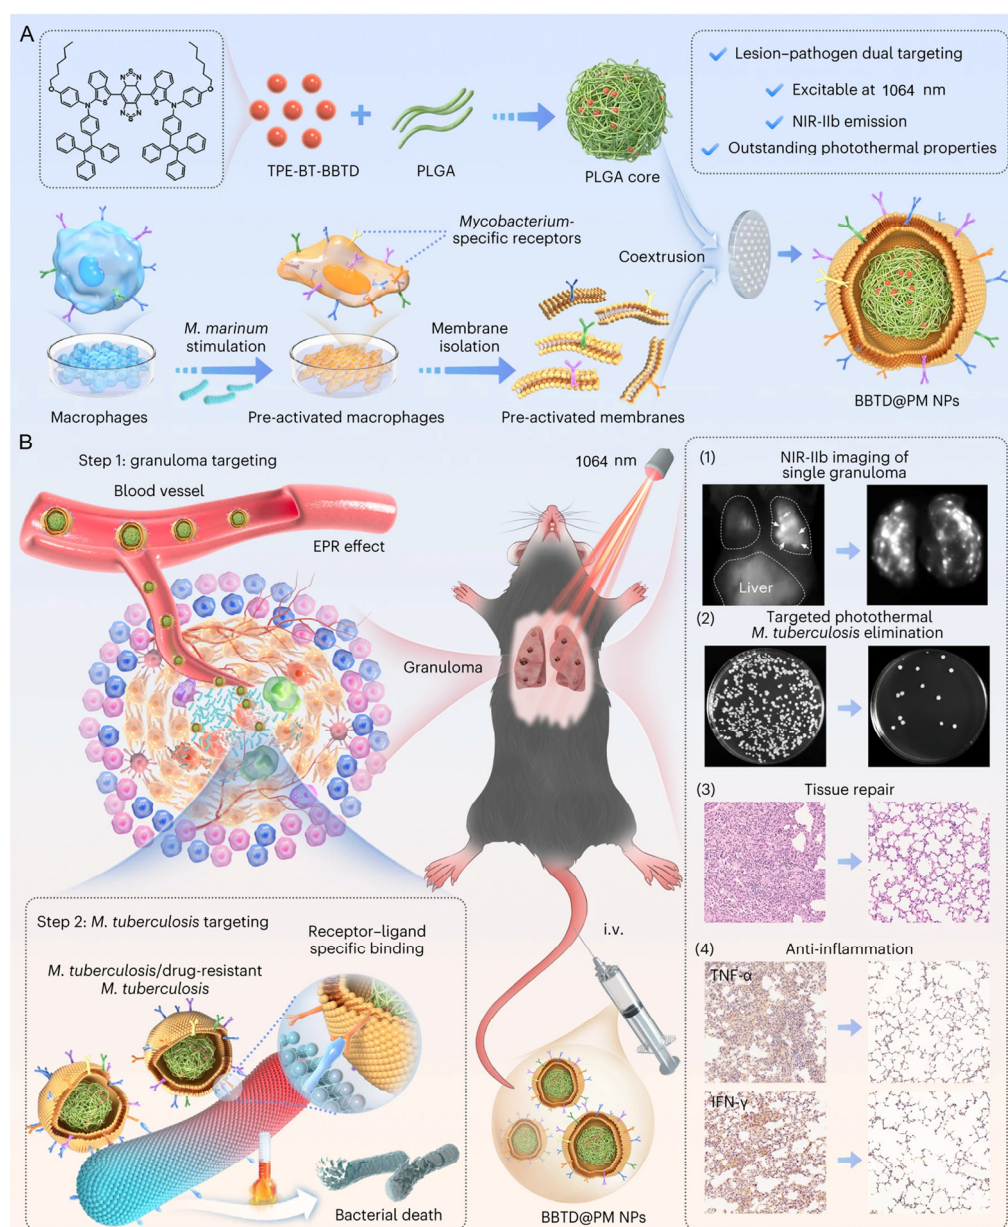 A
N
S
N
N
S
N
O
N
N
O
TPE-BT-BBTD
PLGA
PLGA core
Lesion–pathogen dual targeting
Excitable at 1064 nm
NIR-IIb emission
Outstanding photothermal properties
Mycobacterium-
specific receptors
Coextrusion
M. marinum
stimulation
Membrane
isolation
Macrophages
Pre-activated macrophages
Pre-activated membranes
BBTD@PM NPs
B
Step 1: granuloma targeting
Blood vessel
EPR effect
1064 nm
Granuloma
Step 2: M. tuberculosis targeting
Receptor–ligand
specific binding
M. tuberculosis/drug-resistant
M. tuberculosis
Bacterial death
i.v.
BBTD@PM NPs
(1)
NIR-IIb imaging of
single granuloma
Liver
(2)
Targeted photothermal
M. tuberculosis elimination
(3)
Tissue repair
(4)
Anti-inflammation
TNF-α
IFN-γ